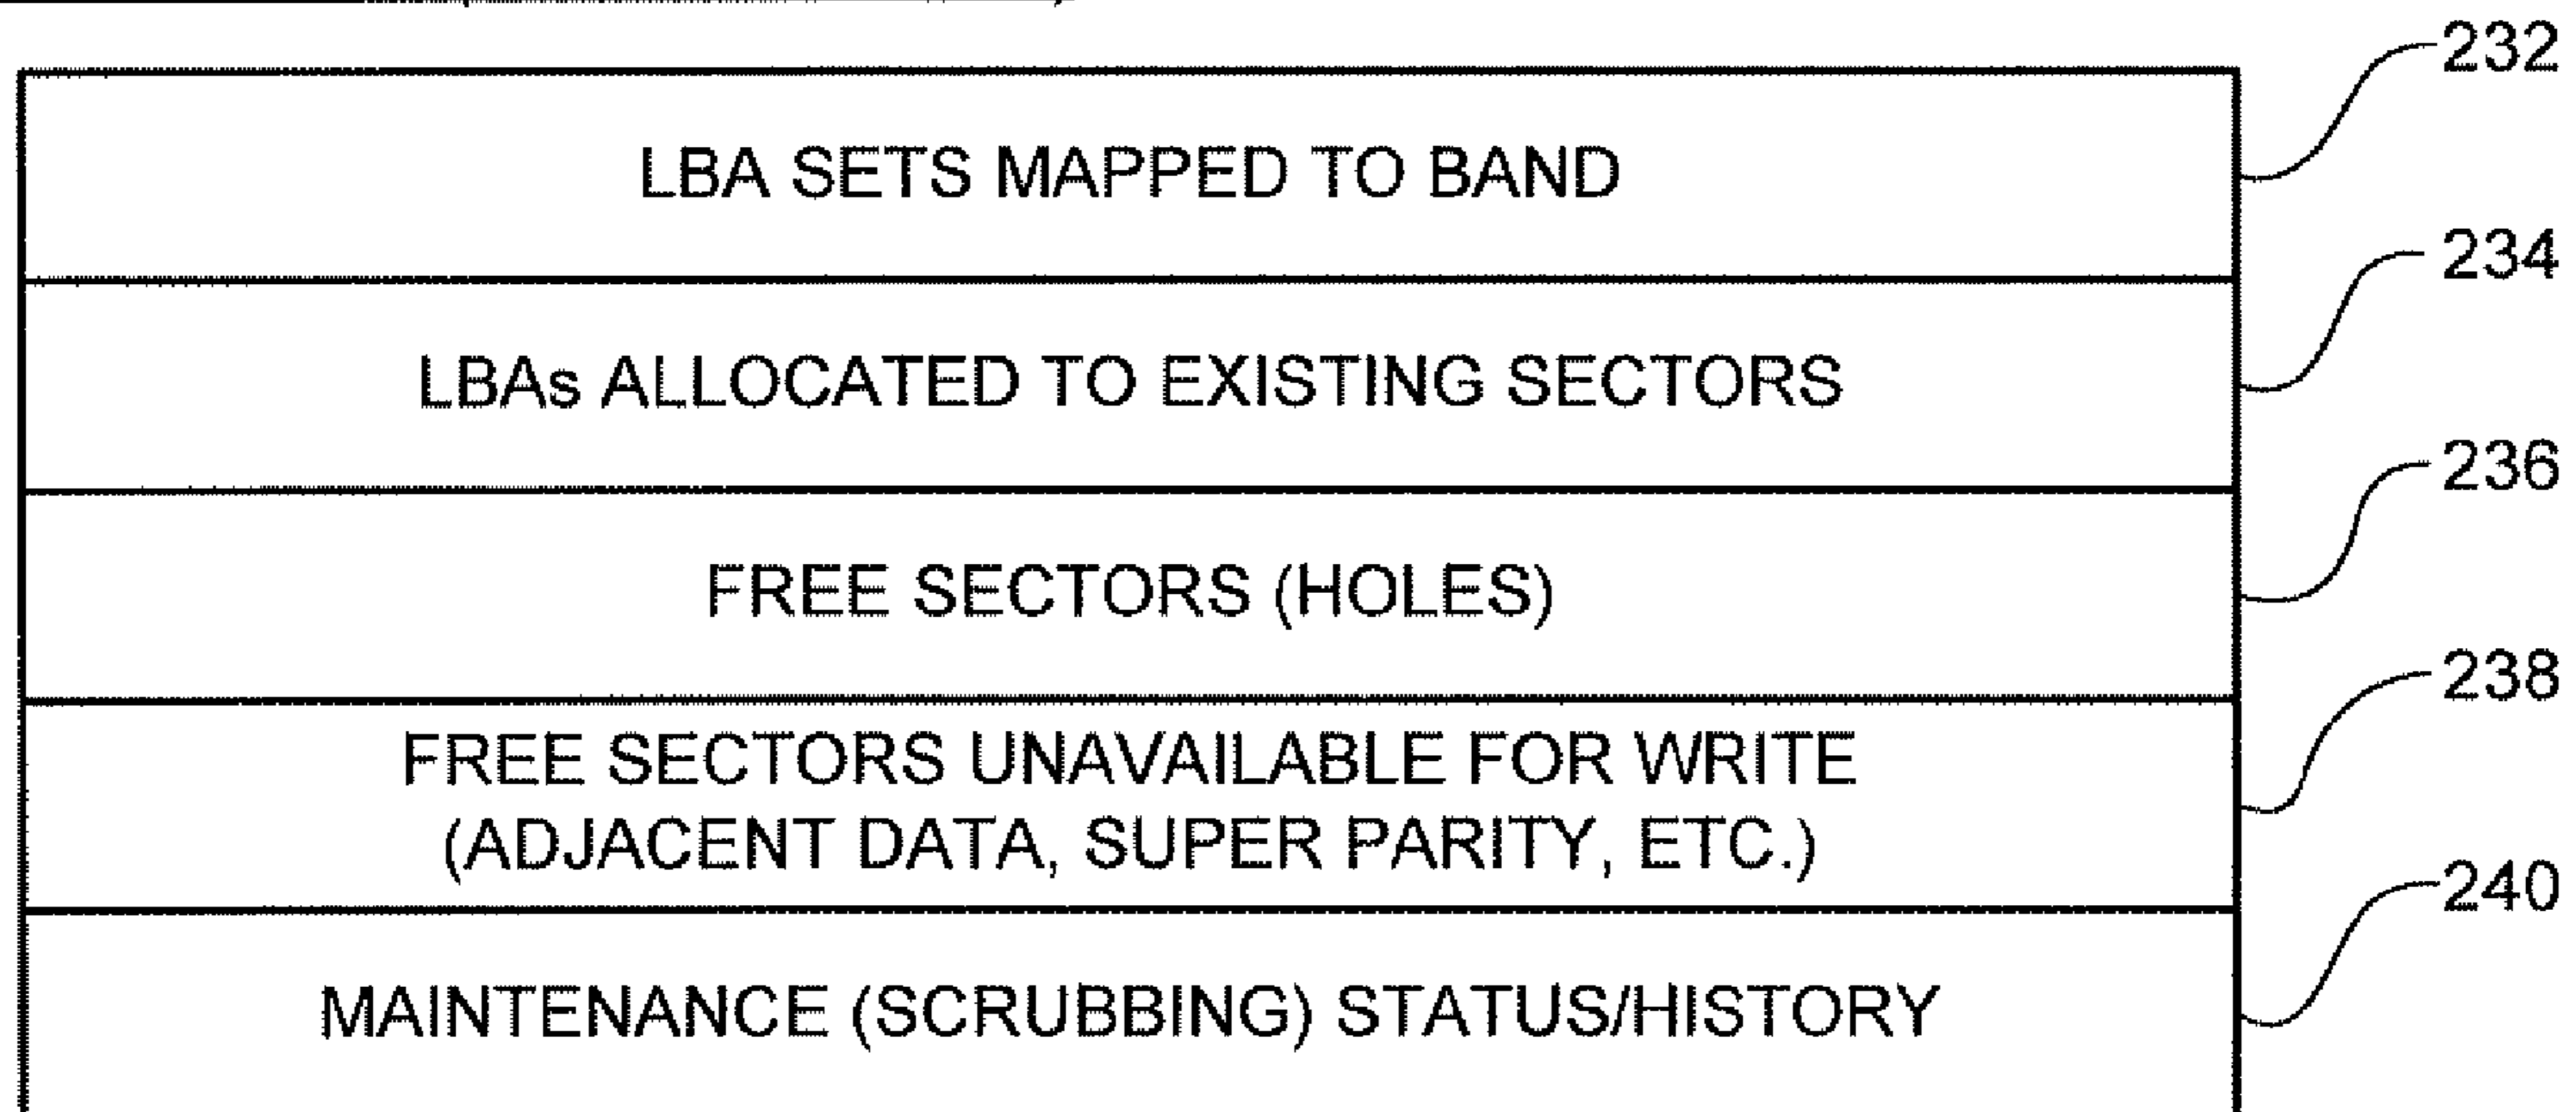 232
LBA SETS MAPPED TO BAND
234
LBAs ALLOCATED TO EXISTING SECTORS
236
FREE SECTORS (HOLES)
238
FREE SECTORS UNAVAILABLE FOR WRITE
(ADJACENT DATA, SUPER PARITY, ETC.)
240
MAINTENANCE (SCRUBBING) STATUS/HISTORY